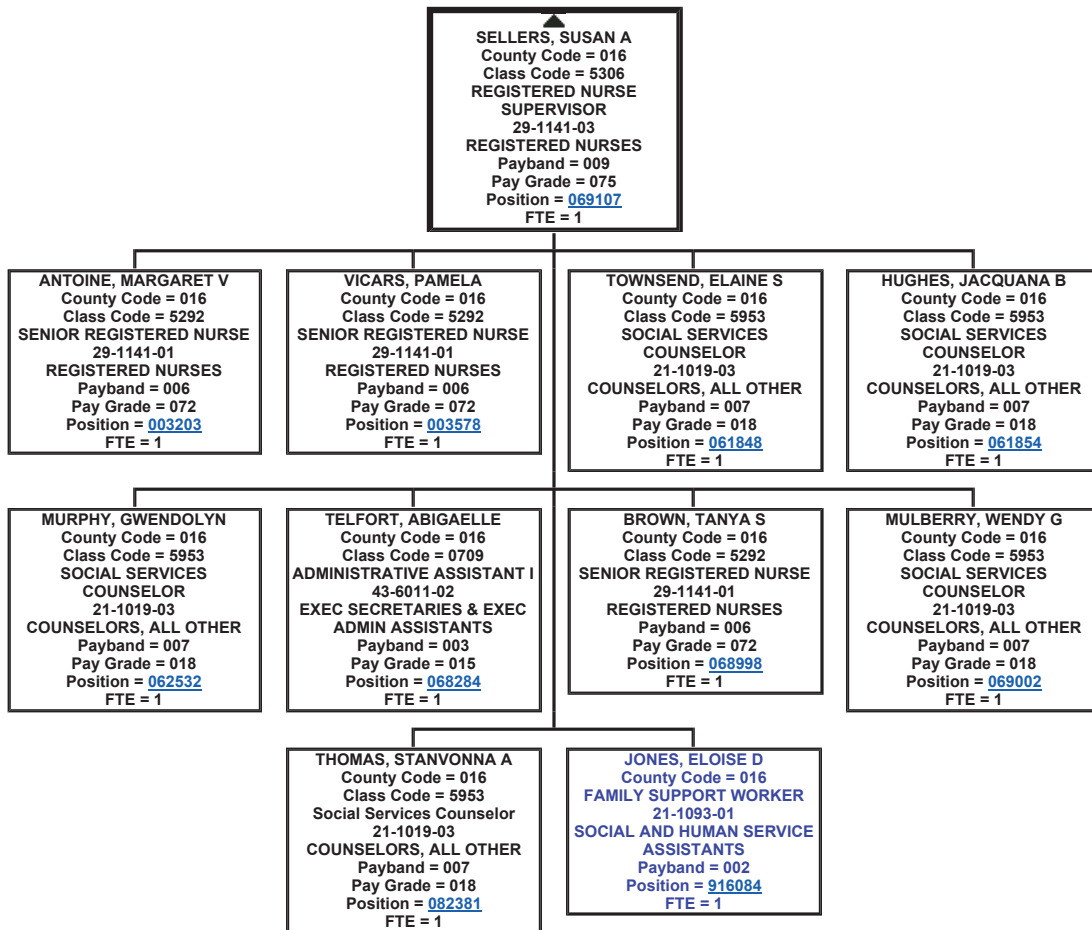 SELLERS, SUSAN A
County Code = 016
Class Code = 5306
REGISTERED NURSE
SUPERVISOR
29-1141-03
REGISTERED NURSES
Payband = 009
Pay Grade = 075
Position = 069107
FTE = 1
ANTOINE, MARGARET V
County Code = 016
Class Code = 5292
SENIOR REGISTERED NURSE
29-1141-01
REGISTERED NURSES
Payband = 006
Pay Grade = 072
Position = 003203
FTE = 1
VICARS, PAMELA
County Code = 016
Class Code = 5292
SENIOR REGISTERED NURSE
29-1141-01
REGISTERED NURSES
Payband = 006
Pay Grade = 072
Position = 003578
FTE = 1
TOWNSEND, ELAINE S
County Code = 016
Class Code = 5953
SOCIAL SERVICES
COUNSELOR
21-1019-03
COUNSELORS, ALL OTHER
Payband = 007
Pay Grade = 018
Position = 061848
FTE = 1
HUGHES, JACQUANA B
County Code = 016
Class Code = 5953
SOCIAL SERVICES
COUNSELOR
21-1019-03
COUNSELORS, ALL OTHER
Payband = 007
Pay Grade = 018
Position = 061854
FTE = 1
MURPHY, GWENDOLYN
County Code = 016
Class Code = 5953
SOCIAL SERVICES
COUNSELOR
21-1019-03
COUNSELORS, ALL OTHER
Payband = 007
Pay Grade = 018
Position = 062532
FTE = 1
TELFORT, ABIGAELLE
County Code = 016
Class Code = 0709
ADMINISTRATIVE ASSISTANT I
43-6011-02
EXEC SECRETARIES & EXEC
ADMIN ASSISTANTS
Payband = 003
Pay Grade = 015
Position = 068284
FTE = 1
BROWN, TANYA S
County Code = 016
Class Code = 5292
SENIOR REGISTERED NURSE
29-1141-01
REGISTERED NURSES
Payband = 006
Pay Grade = 072
Position = 068998
FTE = 1
MULBERRY, WENDY G
County Code = 016
Class Code = 5953
SOCIAL SERVICES
COUNSELOR
21-1019-03
COUNSELORS, ALL OTHER
Payband = 007
Pay Grade = 018
Position = 069002
FTE = 1
THOMAS, STANVONNA A
County Code = 016
Class Code = 5953
Social Services Counselor
21-1019-03
COUNSELORS, ALL OTHER
Payband = 007
Pay Grade = 018
Position = 082381
FTE = 1
JONES, ELOISE D
County Code = 016
FAMILY SUPPORT WORKER
21-1093-01
SOCIAL AND HUMAN SERVICE
ASSISTANTS
Payband = 002
Position = 916084
FTE = 1